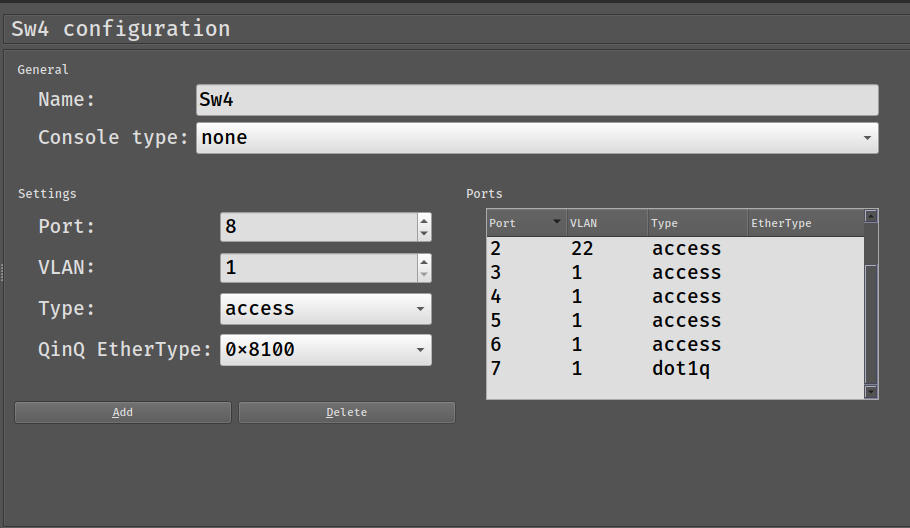 Sw4 configuration
General
Name: Sw4
Console type: none
Settings
Port: 8
VLAN: 1
Type: access
QinQ EtherType: 0×8100
Add Delete
Ports
Port VLAN Type EtherType
2 22 access
3 1 access
4 1 access
5 1 access
6 1 access
7 1 dot1q